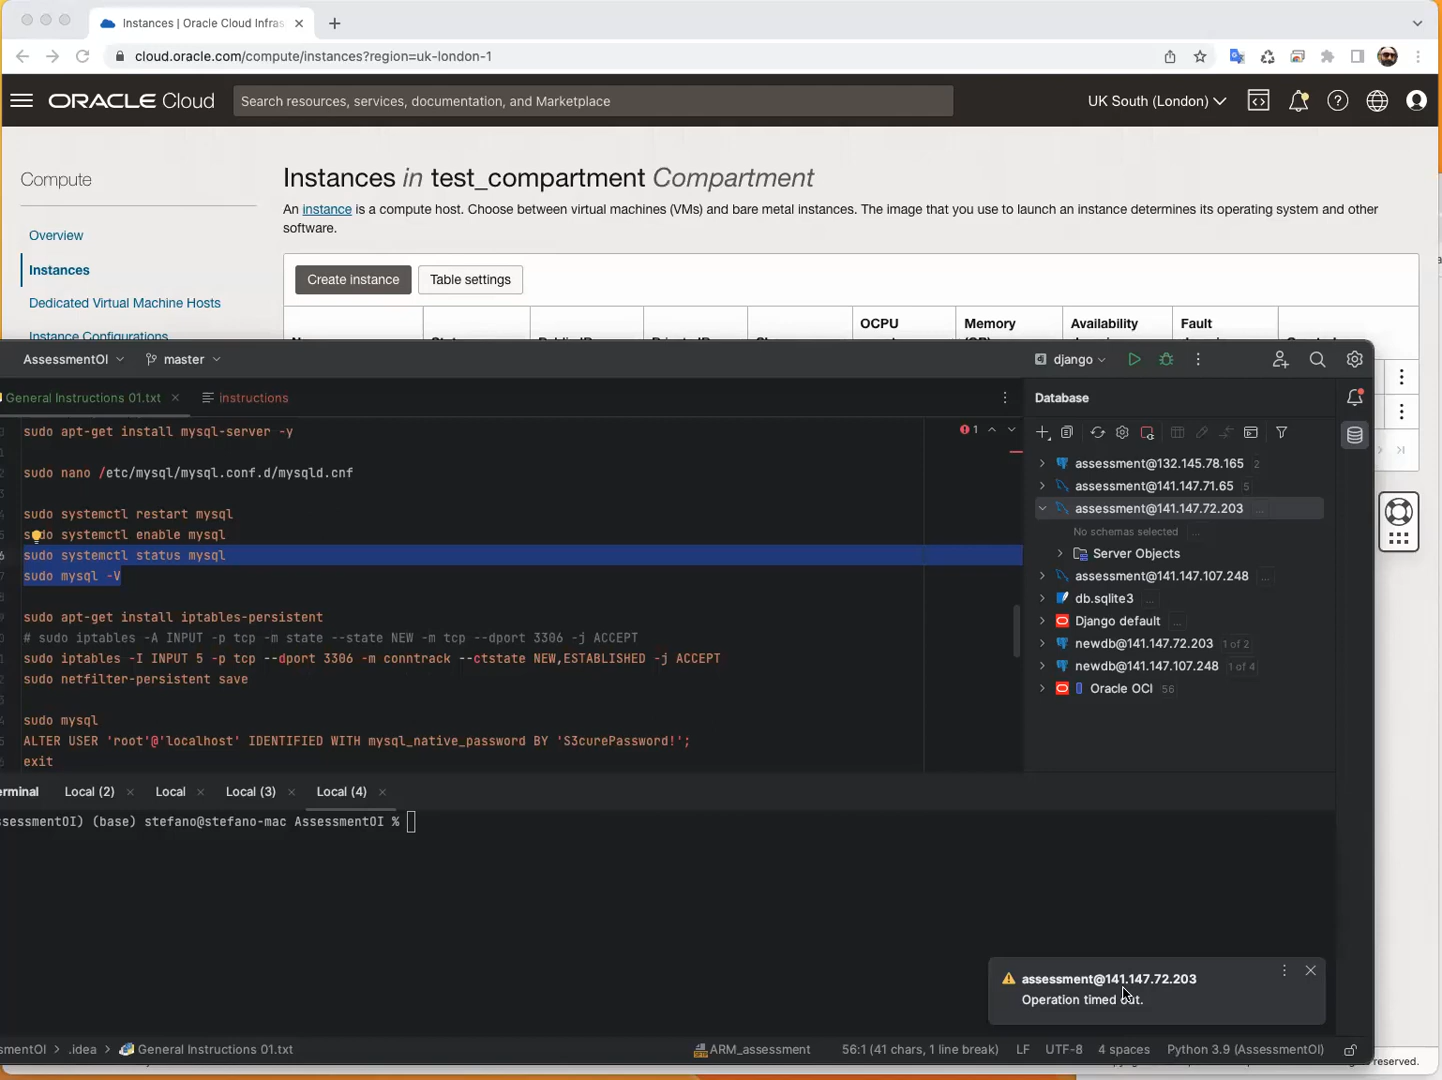 Instances | Oracle Cloud Infras
cloud.oracle.com/compute/instances?region=uk-london-1
ORACLE Cloud
Search resources, services, documentation, and Marketplace
UK South (London)
Compute
Overview
Instances
Dedicated Virtual Machine Hosts
Instance Configurations
Instances in test_compartment Compartment
An instance is a compute host. Choose between virtual machines (VMs) and bare metal instances. The image that you use to launch an instance determines its operating system and other
software.
Create instance
Table settings
OCPU
Memory
Availability
Fault
AssessmentOI
master
django
General Instructions 01.txt
instructions
sudo apt-get install mysql-server -y
sudo nano /etc/mysql/mysql.conf.d/mysqld.cnf
sudo systemctl restart mysql
sudo systemctl enable mysql
sudo systemctl status mysql
sudo mysql -V
sudo apt-get install iptables-persistent
# sudo iptables -A INPUT -p tcp -m state --state NEW -m tcp --dport 3306 -j ACCEPT
sudo iptables -I INPUT 5 -p tcp --dport 3306 -m conntrack --ctstate NEW,ESTABLISHED -j ACCEPT
sudo netfilter-persistent save
sudo mysql
ALTER USER 'root'@'localhost' IDENTIFIED WITH mysql_native_password BY 'S3curePassword!';
exit
1
Database
assessment@132.145.78.165 2
assessment@141.147.71.65 5
assessment@141.147.72.203 ...
No schemas selected ...
Server Objects
assessment@141.147.107.248 ...
db.sqlite3 ...
Django default ...
newdb@141.147.72.203 1 of 2
newdb@141.147.107.248 1 of 4
Oracle OCI 56
erminal
Local (2)
Local
Local (3)
Local (4)
ssessmentOI) (base) stefano@stefano-mac AssessmentOI %
assessment@141.147.72.203
Operation timed out.
smentOI > .idea > General Instructions 01.txt
ARM_assessment
56:1 (41 chars, 1 line break)
LF
UTF-8
4 spaces
Python 3.9 (AssessmentOI)
reserved.